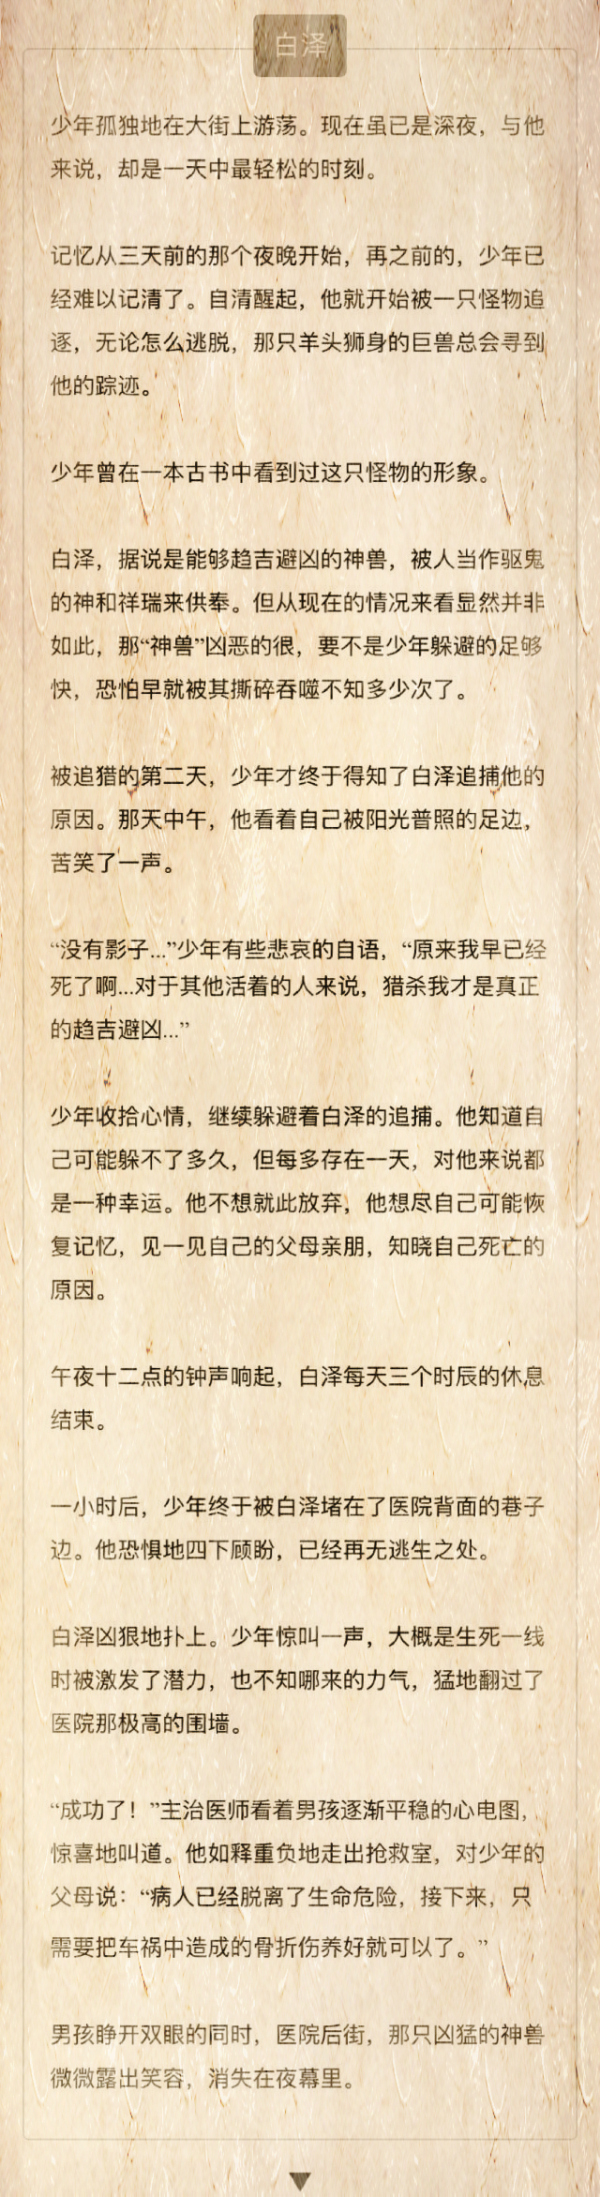 白泽
少年孤独地在大街上游荡。现在虽已是深夜，与他
来说，却是一天中最轻松的时刻。
记忆从三天前的那个夜晚开始，再之前的，少年已
经难以记清了。自清醒起，他就开始被一只怪物追
逐，无论怎么逃脱，那只羊头狮身的巨兽总会寻到
他的踪迹。
少年曾在一本古书中看到过这只怪物的形象。
白泽，据说是能够趋吉避凶的神兽，被人当作驱鬼
的神和祥瑞来供奉。但从现在的情况来看显然并非
如此，那“神兽”凶恶的很，要不是少年躲避的足够
快，恐怕早就被其撕碎吞噬不知多少次了。
被追猎的第二天，少年才终于得知了白泽追捕他的
原因。那天中午，他看着自己被阳光普照的足边，
苦笑了一声。
“没有影子...”少年有些悲哀的自语，“原来我早已经
死了啊...对于其他活着的人来说，猎杀我才是真正
的趋吉避凶...”
少年收拾心情，继续躲避着白泽的追捕。他知道自
己可能躲不了多久，但每多存在一天，对他来说都
是一种幸运。他不想就此放弃，他想尽自己可能恢
复记忆，见一见自己的父母亲朋，知晓自己死亡的
原因。
午夜十二点的钟声响起，白泽每天三个时辰的休息
结束。
一小时后，少年终于被白泽堵在了医院背面的巷子
边。他恐惧地四下顾盼，已经再无逃生之处。
白泽凶狠地扑上。少年惊叫一声，大概是生死一线
时被激发了潜力，也不知哪来的力气，猛地翻过了
医院那极高的围墙。
“成功了！”主治医师看着男孩逐渐平稳的心电图，
惊喜地叫道。他如释重负地走出抢救室，对少年的
父母说：“病人已经脱离了生命危险，接下来，只
需要把车祸中造成的骨折伤养好就可以了。”
男孩睁开双眼的同时，医院后街，那只凶猛的神兽
微微露出笑容，消失在夜幕里。